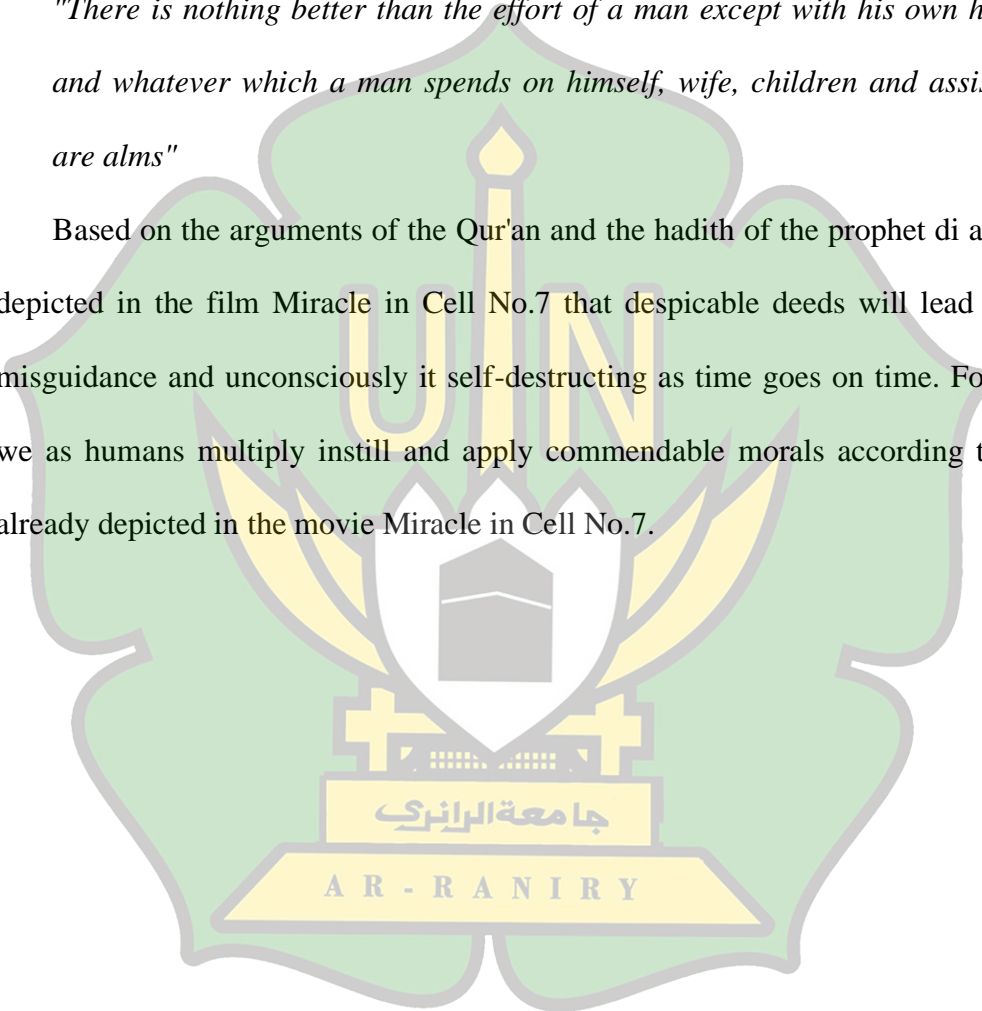 "There is nothing better than the effort of a man except with his own h
and whatever which a man spends on himself, wife, children and assis
are alms"
Based on the arguments of the Qur'an and the hadith of the prophet di a
depicted in the film Miracle in Cell No.7 that despicable deeds will lead
misguidance and unconsciously it self-destructing as time goes on time. Fo
we as humans multiply instill and apply commendable morals according t
already depicted in the movie Miracle in Cell No.7.
UIN
جامعة الرانري
AR-RANIRY